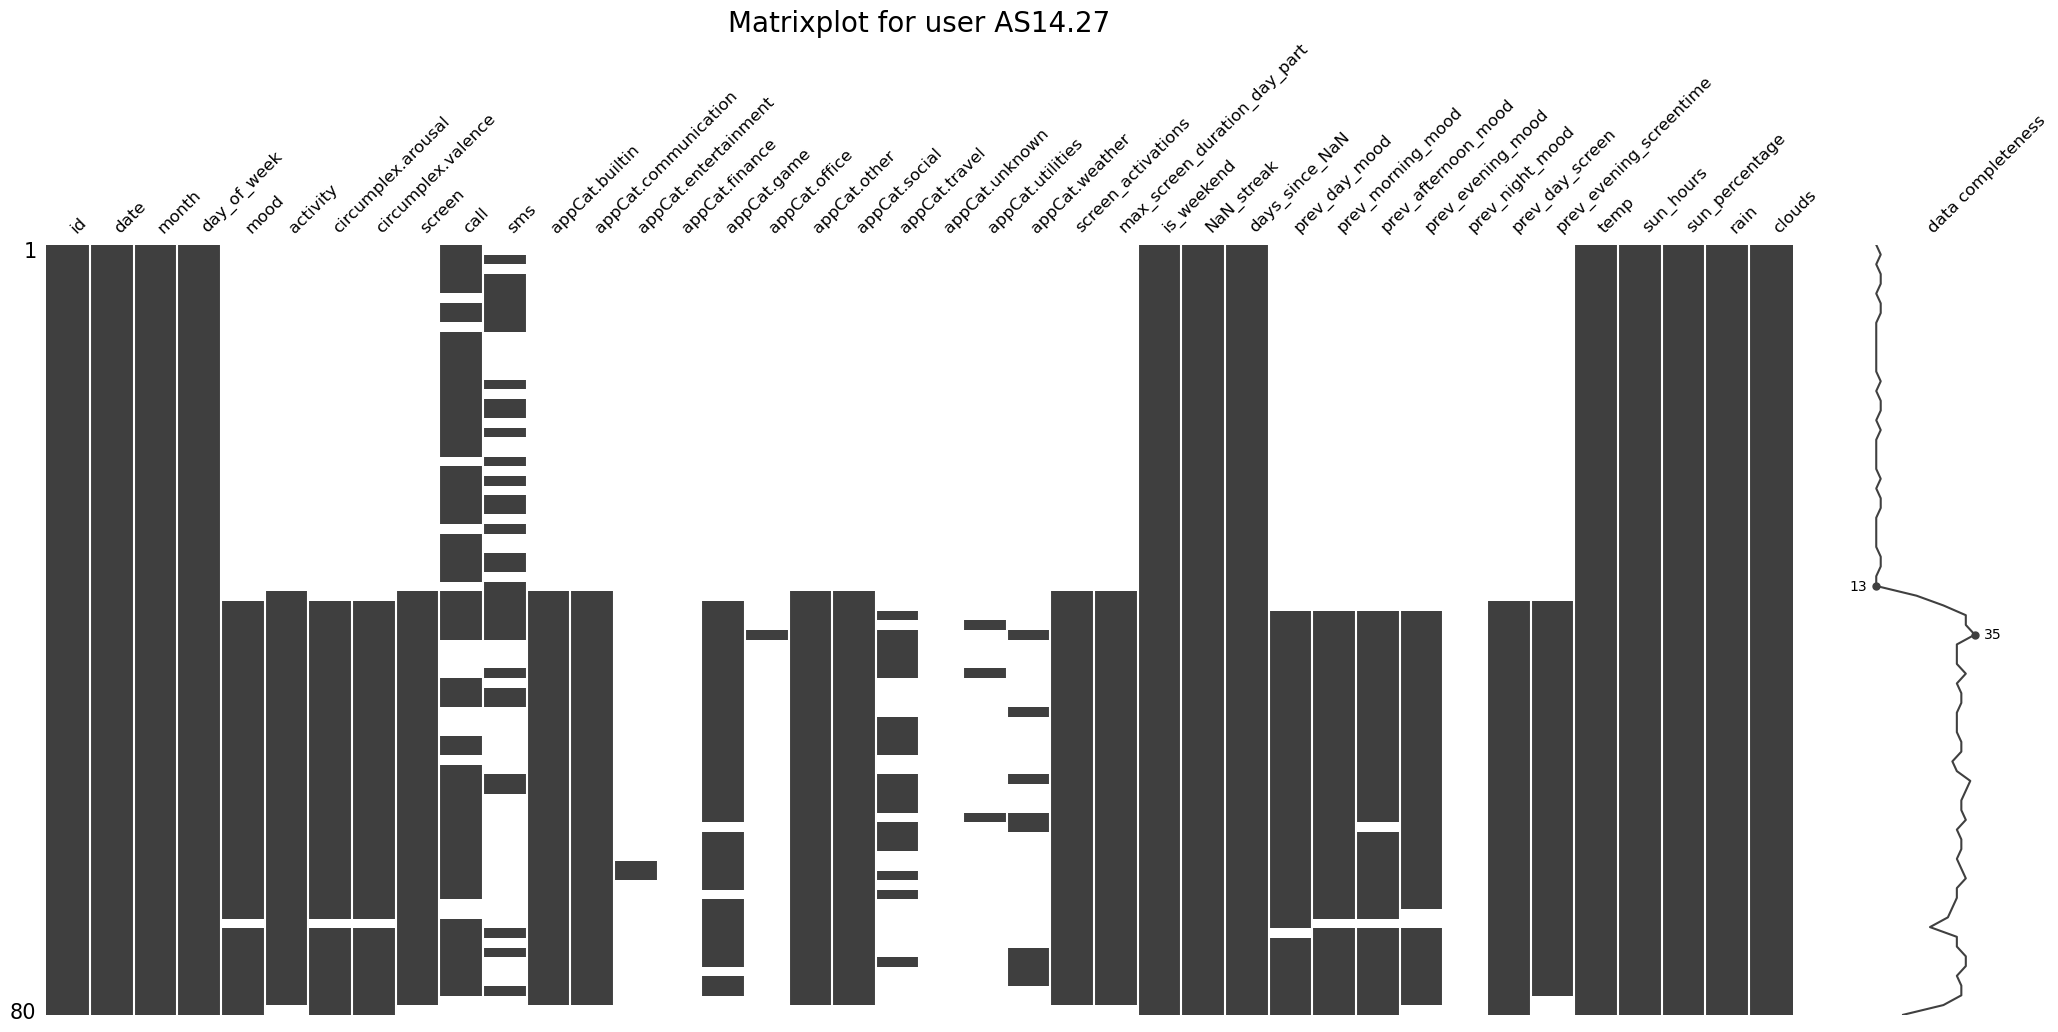 Matrixplot for user AS14.27
id
date
month
day_of_week
mood
activity
circumplex.arousal
circumplex.valence
screen
call
sms
appCat.builtin
appCat.communication
appCat.entertainment
appCat.finance
appCat.game
appCat.office
appCat.other
appCat.social
appCat.travel
appCat.unknown
appCat.utilities
appCat.weather
screen_activations
max_screen_duration_day_part
is_weekend
NaN_streak
days_since_NaN
prev_day_mood
prev_morning_mood
prev_afternoon_mood
prev_evening_mood
prev_night_mood
prev_day_screen
prev_evening_screentime
temp
sun_hours
sun_percentage
rain
clouds
data completeness
1
13
35
80